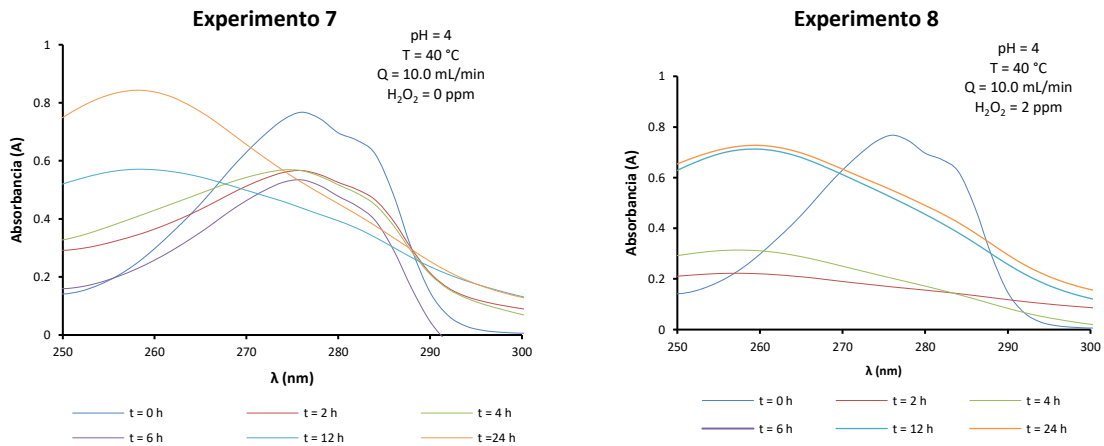 Experimento 7
pH = 4
T = 40 °C
Q = 10.0 mL/min
H₂O₂ = 0 ppm
Absorbancia (A)
1
0.8
0.6
0.4
0.2
0
250 260 270 280 290 300
λ (nm)
t = 0 h t = 2 h t = 4 h
t = 6 h t = 12 h t =24 h
Experimento 8
pH = 4
T = 40 °C
Q = 10.0 mL/min
H₂O₂ = 2 ppm
Absorbancia (A)
1
0.8
0.6
0.4
0.2
0
250 260 270 280 290 300
λ (nm)
t = 0 h t = 2 h t = 4 h
t = 6 h t = 12 h t = 24 h